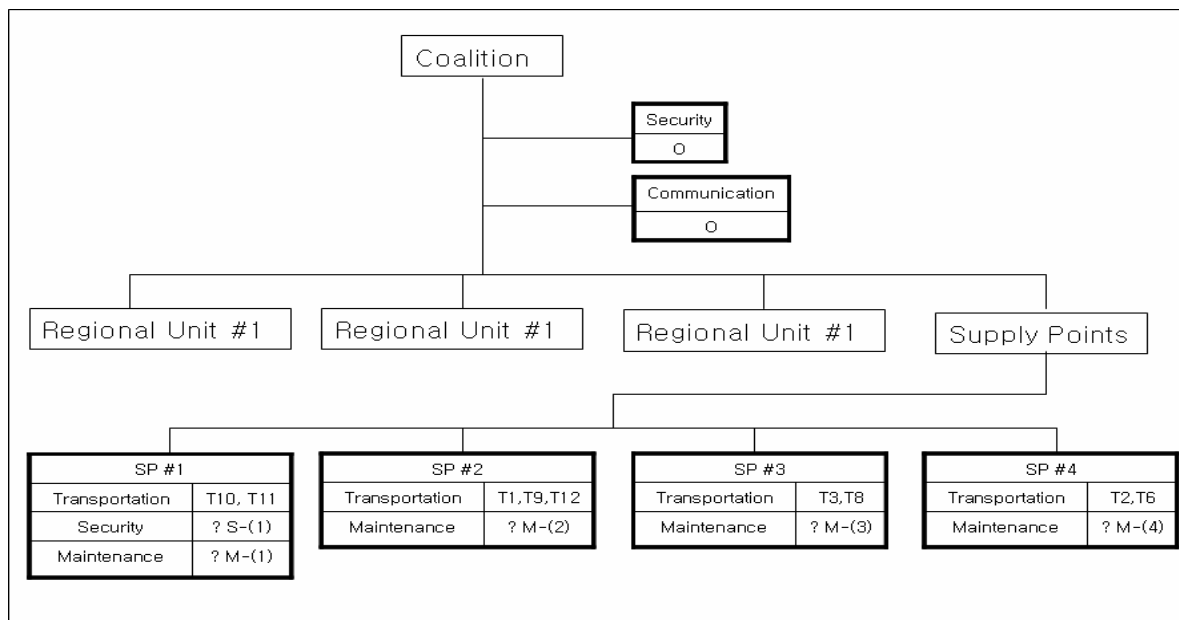 Coalition
Security
O
Communication
O
Regional Unit #1
Regional Unit #1
Regional Unit #1
Supply Points
SP #1
Transportation T10, T11
Security ? S-(1)
Maintenance ? M-(1)
SP #2
Transportation T1,T9,T12
Maintenance ? M-(2)
SP #3
Transportation T3,T8
Maintenance ? M-(3)
SP #4
Transportation T2,T6
Maintenance ? M-(4)